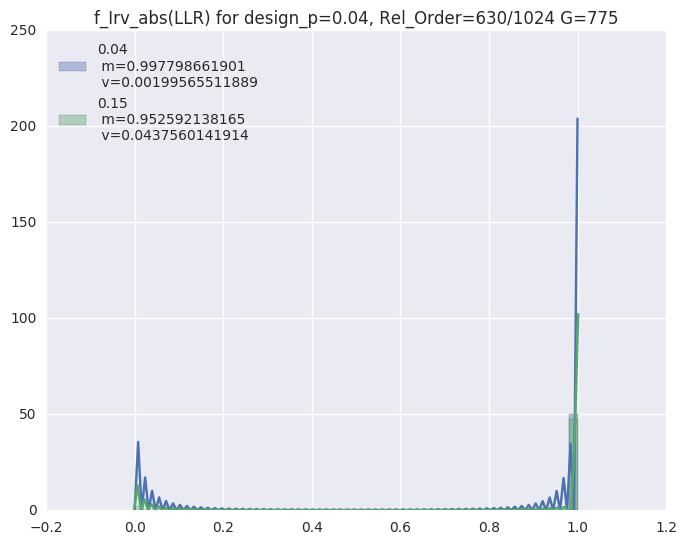 f_Irv_abs(LLR) for design_p=0.04, Rel_Order=630/1024 G=775
250
200
150
100
50
0
0.04
m=0.997798661901
v=0.00199565511889
0.15
m=0.952592138165
v=0.0437560141914
−0.2 0.0 0.2 0.4 0.6 0.8 1.0 1.2